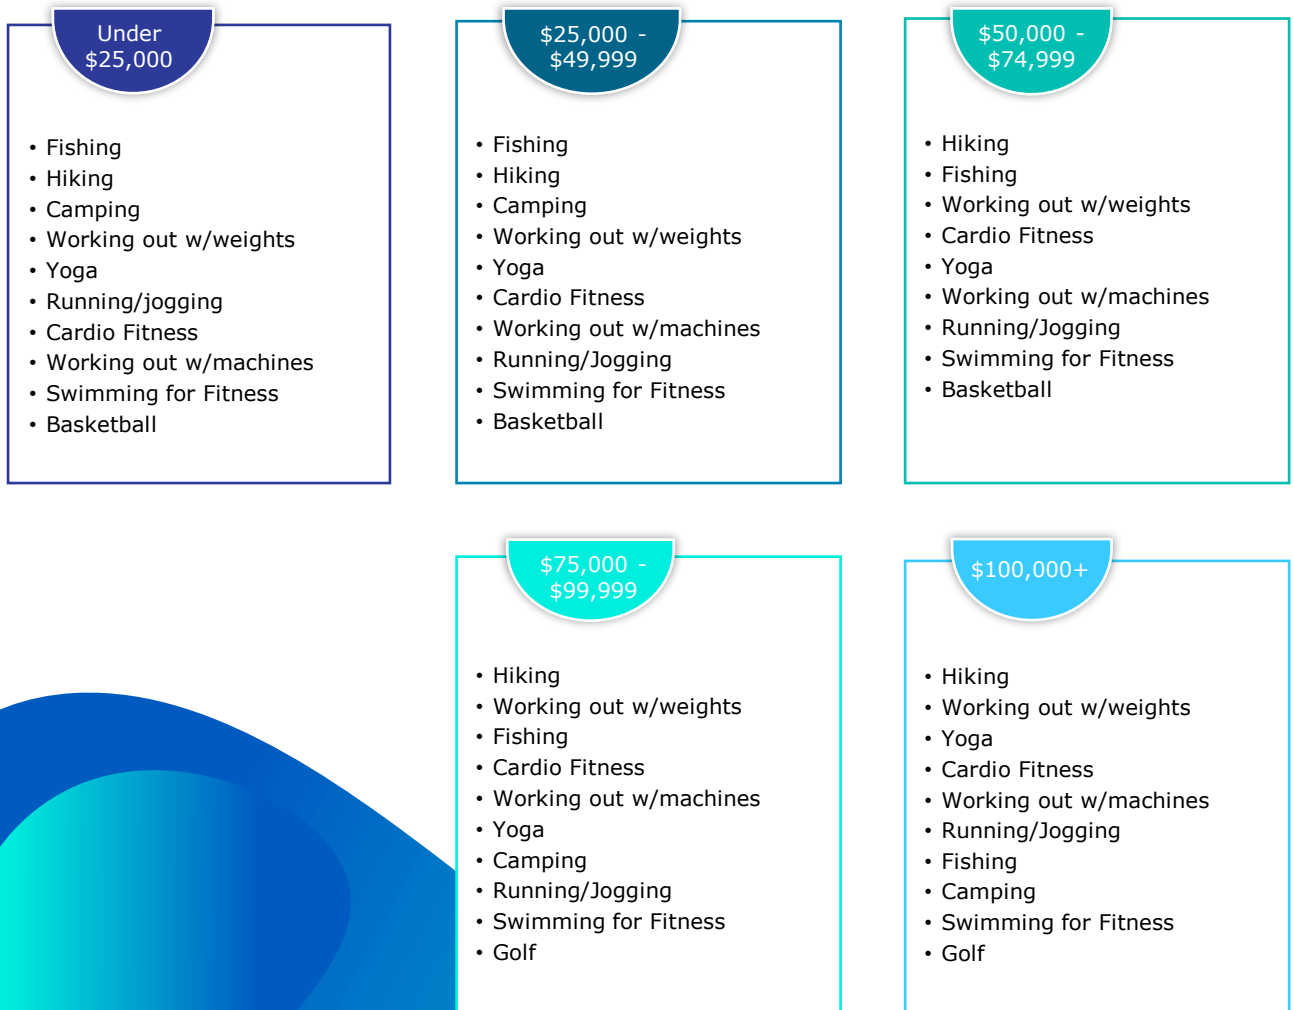 Under
$25,000
• Fishing
• Hiking
• Camping
• Working out w/weights
• Yoga
• Running/jogging
• Cardio Fitness
• Working out w/machines
• Swimming for Fitness
• Basketball
$25,000 -
$49,999
• Fishing
• Hiking
• Camping
• Working out w/weights
• Yoga
• Cardio Fitness
• Working out w/machines
• Running/Jogging
• Swimming for Fitness
• Basketball
$50,000 -
$74,999
• Hiking
• Fishing
• Working out w/weights
• Cardio Fitness
• Yoga
• Working out w/machines
• Running/Jogging
• Swimming for Fitness
• Basketball
$75,000 -
$99,999
• Hiking
• Working out w/weights
• Fishing
• Cardio Fitness
• Working out w/machines
• Yoga
• Camping
• Running/Jogging
• Swimming for Fitness
• Golf
$100,000+
• Hiking
• Working out w/weights
• Yoga
• Cardio Fitness
• Working out w/machines
• Running/Jogging
• Fishing
• Camping
• Swimming for Fitness
• Golf